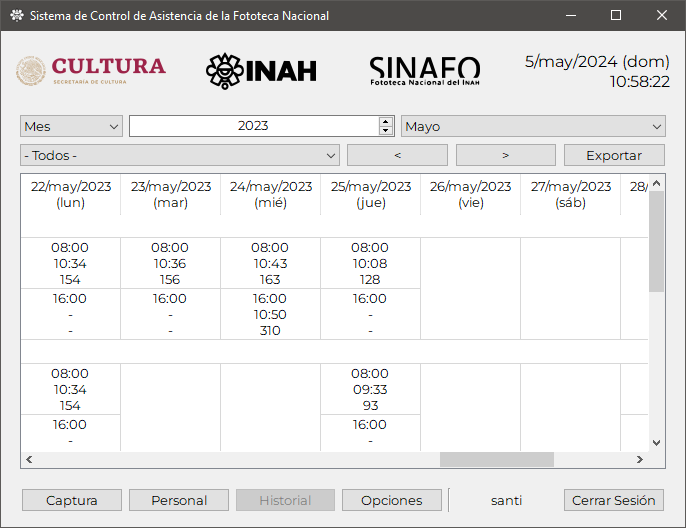 Sistema de Control de Asistencia de la Fototeca Nacional
CULTURA
SECRETARÍA DE CULTURA
INAH
SINAFO
Fototeca Nacional del INAH
5/may/2024 (dom)
10:58:22
Mes 2023 Mayo
- Todos - < > Exportar
22/may/2023 23/may/2023 24/may/2023 25/may/2023 26/may/2023 27/may/2023 28/
(lun) (mar) (mié) (jue) (vie) (sáb)
08:00 08:00 08:00 08:00
10:34 10:36 10:43 10:08
154 156 163 128
16:00 16:00 16:00 16:00
- - 10:50 -
- - 310 -
08:00 08:00
10:34 09:33
154 93
16:00 16:00
- -
Captura Personal Historial Opciones santi Cerrar Sesión